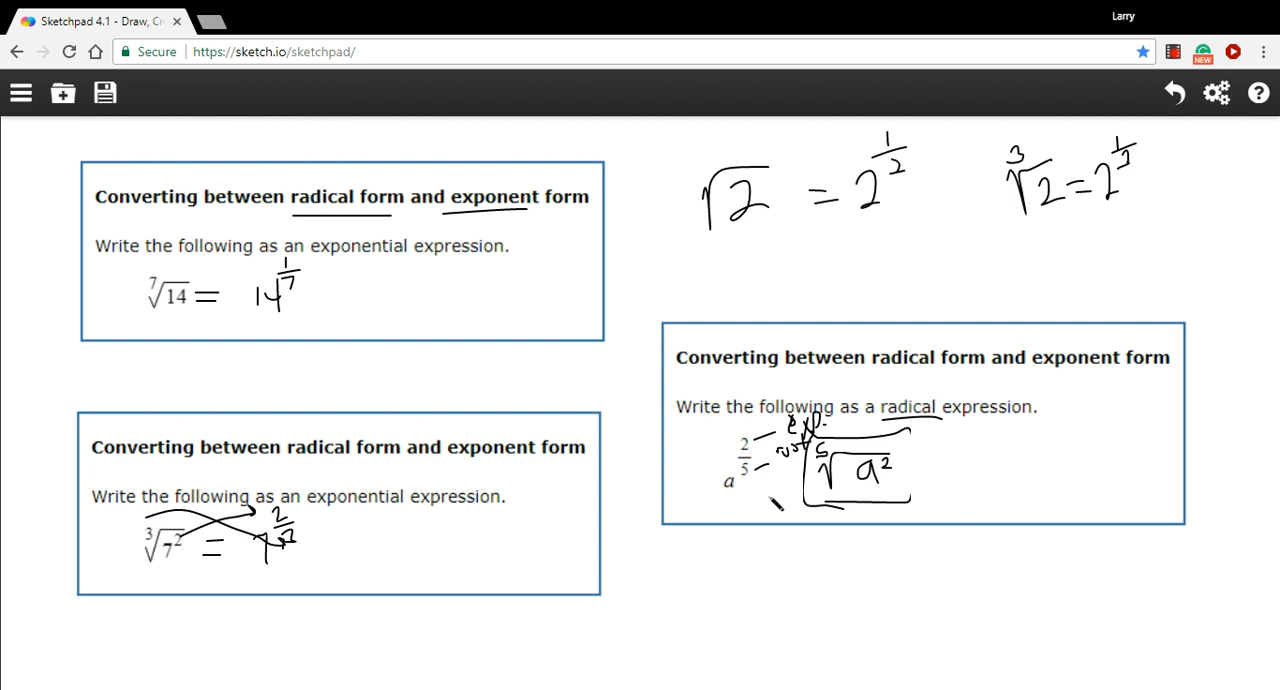 Larry
Sketchpad 4.1 - Draw, Cr
Secure
https://sketch.io/sketchpad/
NEW
√2 = 2^(1/2)
∛2 = 2^(1/3)
Converting between radical form and exponent form
Write the following as an exponential expression.
⁷√14 = 14^(1/7)
Converting between radical form and exponent form
Write the following as a radical expression.
exp.
root
a^(2/5)
⁵√a²
Converting between radical form and exponent form
Write the following as an exponential expression.
∛7² = 7^(2/3)